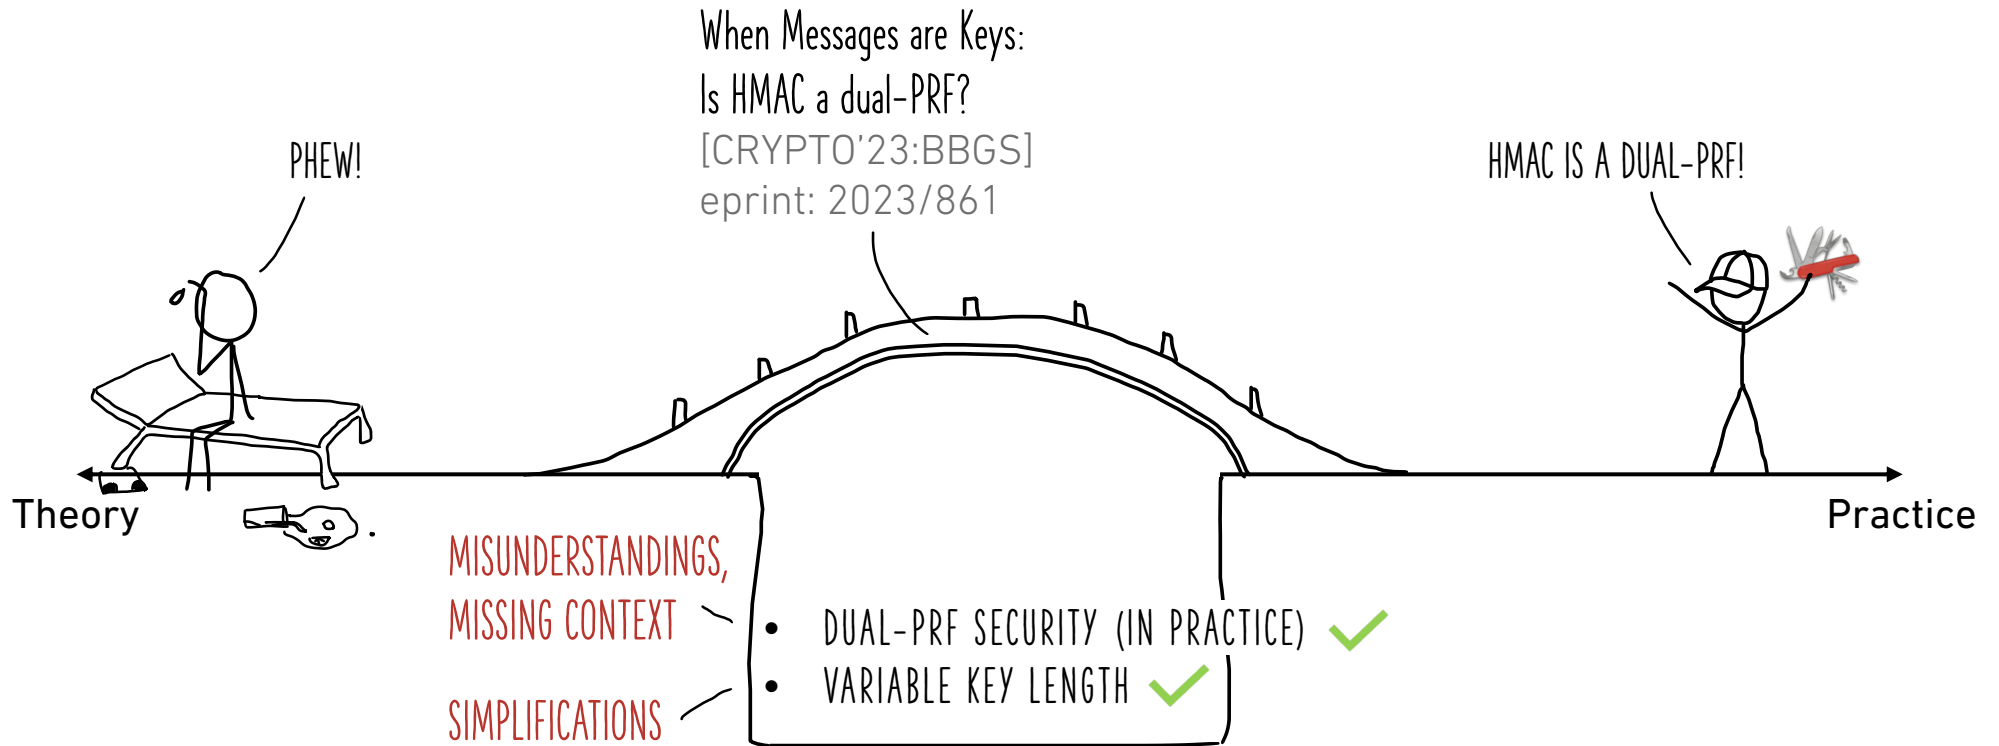 When Messages are Keys:
Is HMAC a dual-PRF?
[CRYPTO'23:BBGS]
eprint: 2023/861
PHEW!
HMAC IS A DUAL-PRF!
Theory
Practice
MISUNDERSTANDINGS,
MISSING CONTEXT
• DUAL-PRF SECURITY (IN PRACTICE)
• VARIABLE KEY LENGTH
SIMPLIFICATIONS